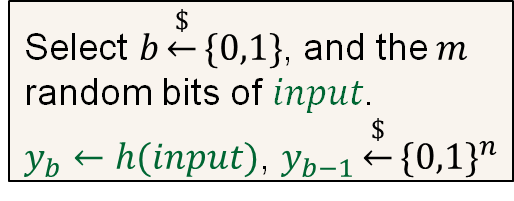 Select b $← {0,1}, and the m
random bits of input.
y_b ← h(input), y_{b−1} $← {0,1}^n